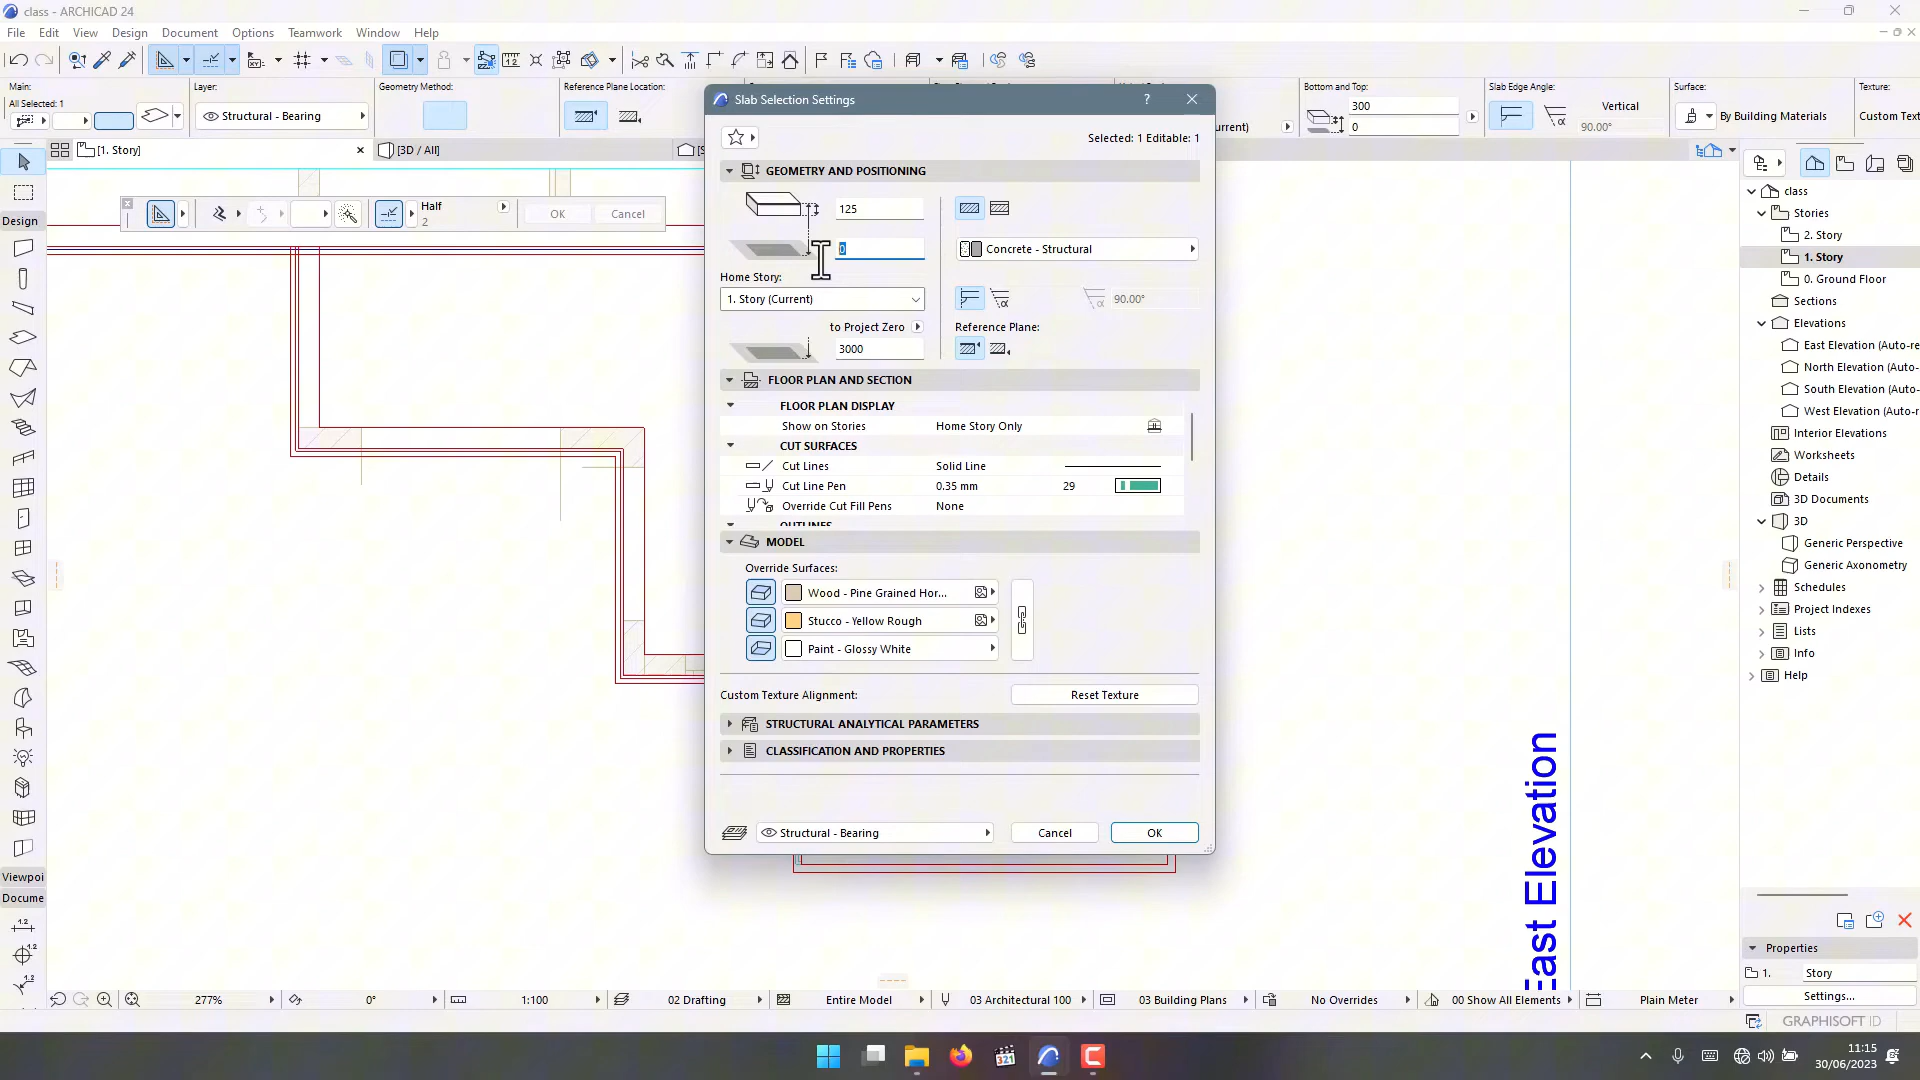 class - ARCHICAD 24
File Edit View Design Document Options Teamwork Window Help
Main:
All Selected: 1
Layer:
Structural - Bearing
Geometry Method:
Reference Plane Location:
urrent)
Bottom and Top:
300
0
Slab Edge Angle:
Vertical
90.00°
Surface:
By Building Materials
Texture:
Custom Text
[1. Story]
[3D / All]
[S
Half
2
OK
Cancel
Design
Viewpoi
Docume
Slab Selection Settings
?
Selected: 1 Editable: 1
GEOMETRY AND POSITIONING
125
0
Concrete - Structural
Home Story:
1. Story (Current)
90.00°
to Project Zero
Reference Plane:
3000
FLOOR PLAN AND SECTION
FLOOR PLAN DISPLAY
Show on Stories Home Story Only
CUT SURFACES
Cut Lines Solid Line
Cut Line Pen 0.35 mm 29
Override Cut Fill Pens None
OUTLINES
MODEL
Override Surfaces:
Wood - Pine Grained Hor...
Stucco - Yellow Rough
Paint - Glossy White
Custom Texture Alignment:
Reset Texture
STRUCTURAL ANALYTICAL PARAMETERS
CLASSIFICATION AND PROPERTIES
Structural - Bearing
Cancel
OK
East Elevation
class
Stories
2. Story
1. Story
0. Ground Floor
Sections
Elevations
East Elevation (Auto-re
North Elevation (Auto-
South Elevation (Auto-
West Elevation (Auto-r
Interior Elevations
Worksheets
Details
3D Documents
3D
Generic Perspective
Generic Axonometry
Schedules
Project Indexes
Lists
Info
Help
Properties
1. Story
Settings...
277%
0°
1:100
02 Drafting
Entire Model
03 Architectural 100
03 Building Plans
No Overrides
00 Show All Elements
Plain Meter
GRAPHISOFT ID
11:15
30/06/2023